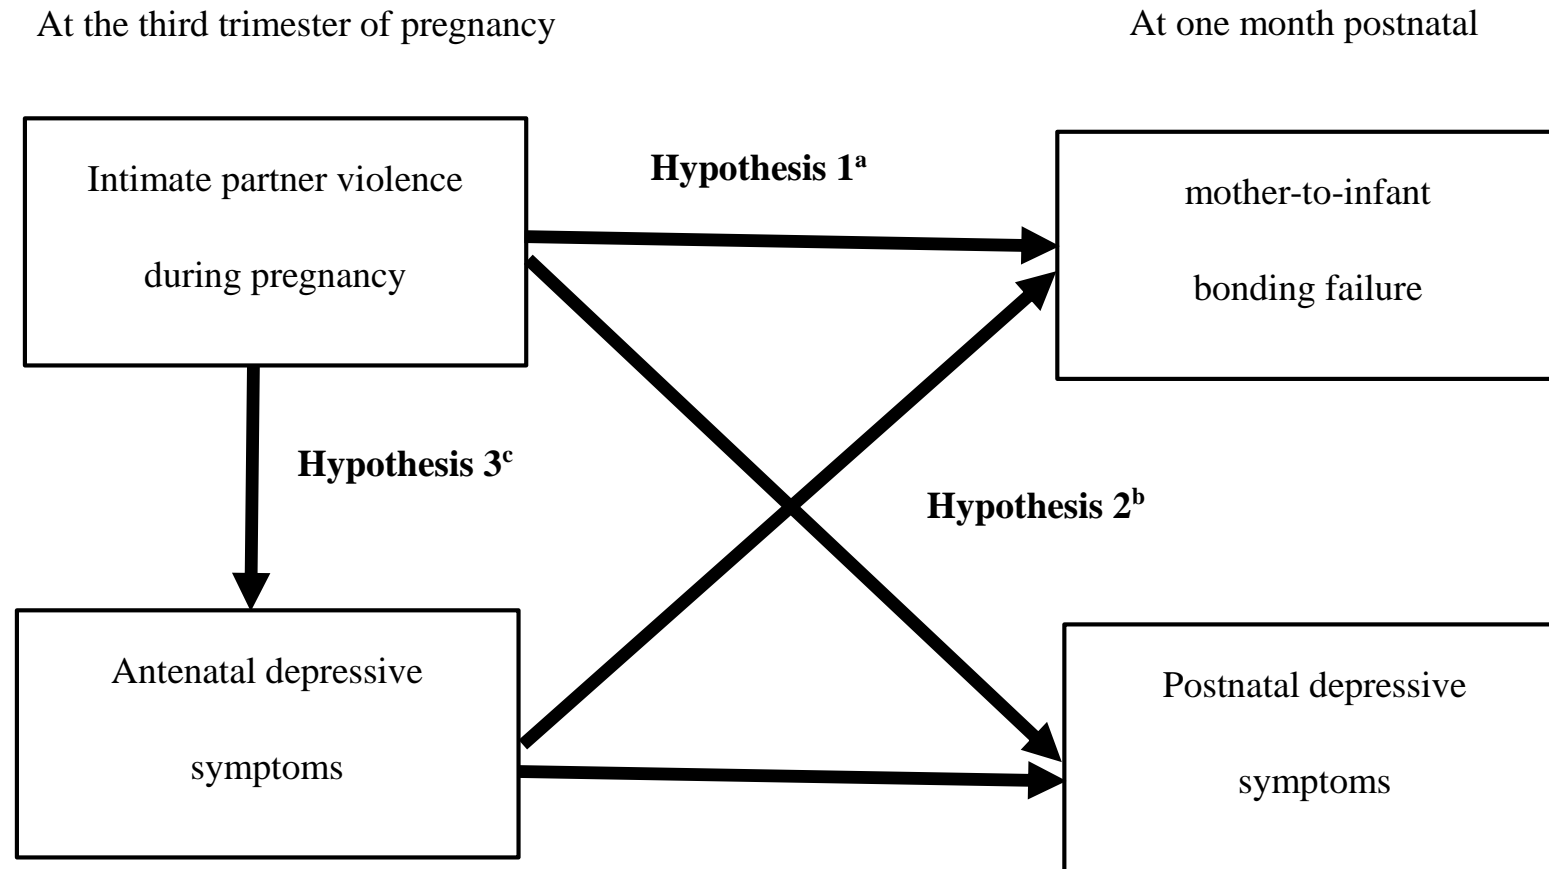 At the third trimester of pregnancy
At one month postnatal
Intimate partner violence
during pregnancy
Hypothesis 1ᵃ
mother-to-infant
bonding failure
Hypothesis 3ᶜ
Hypothesis 2ᵇ
Antenatal depressive
symptoms
Postnatal depressive
symptoms